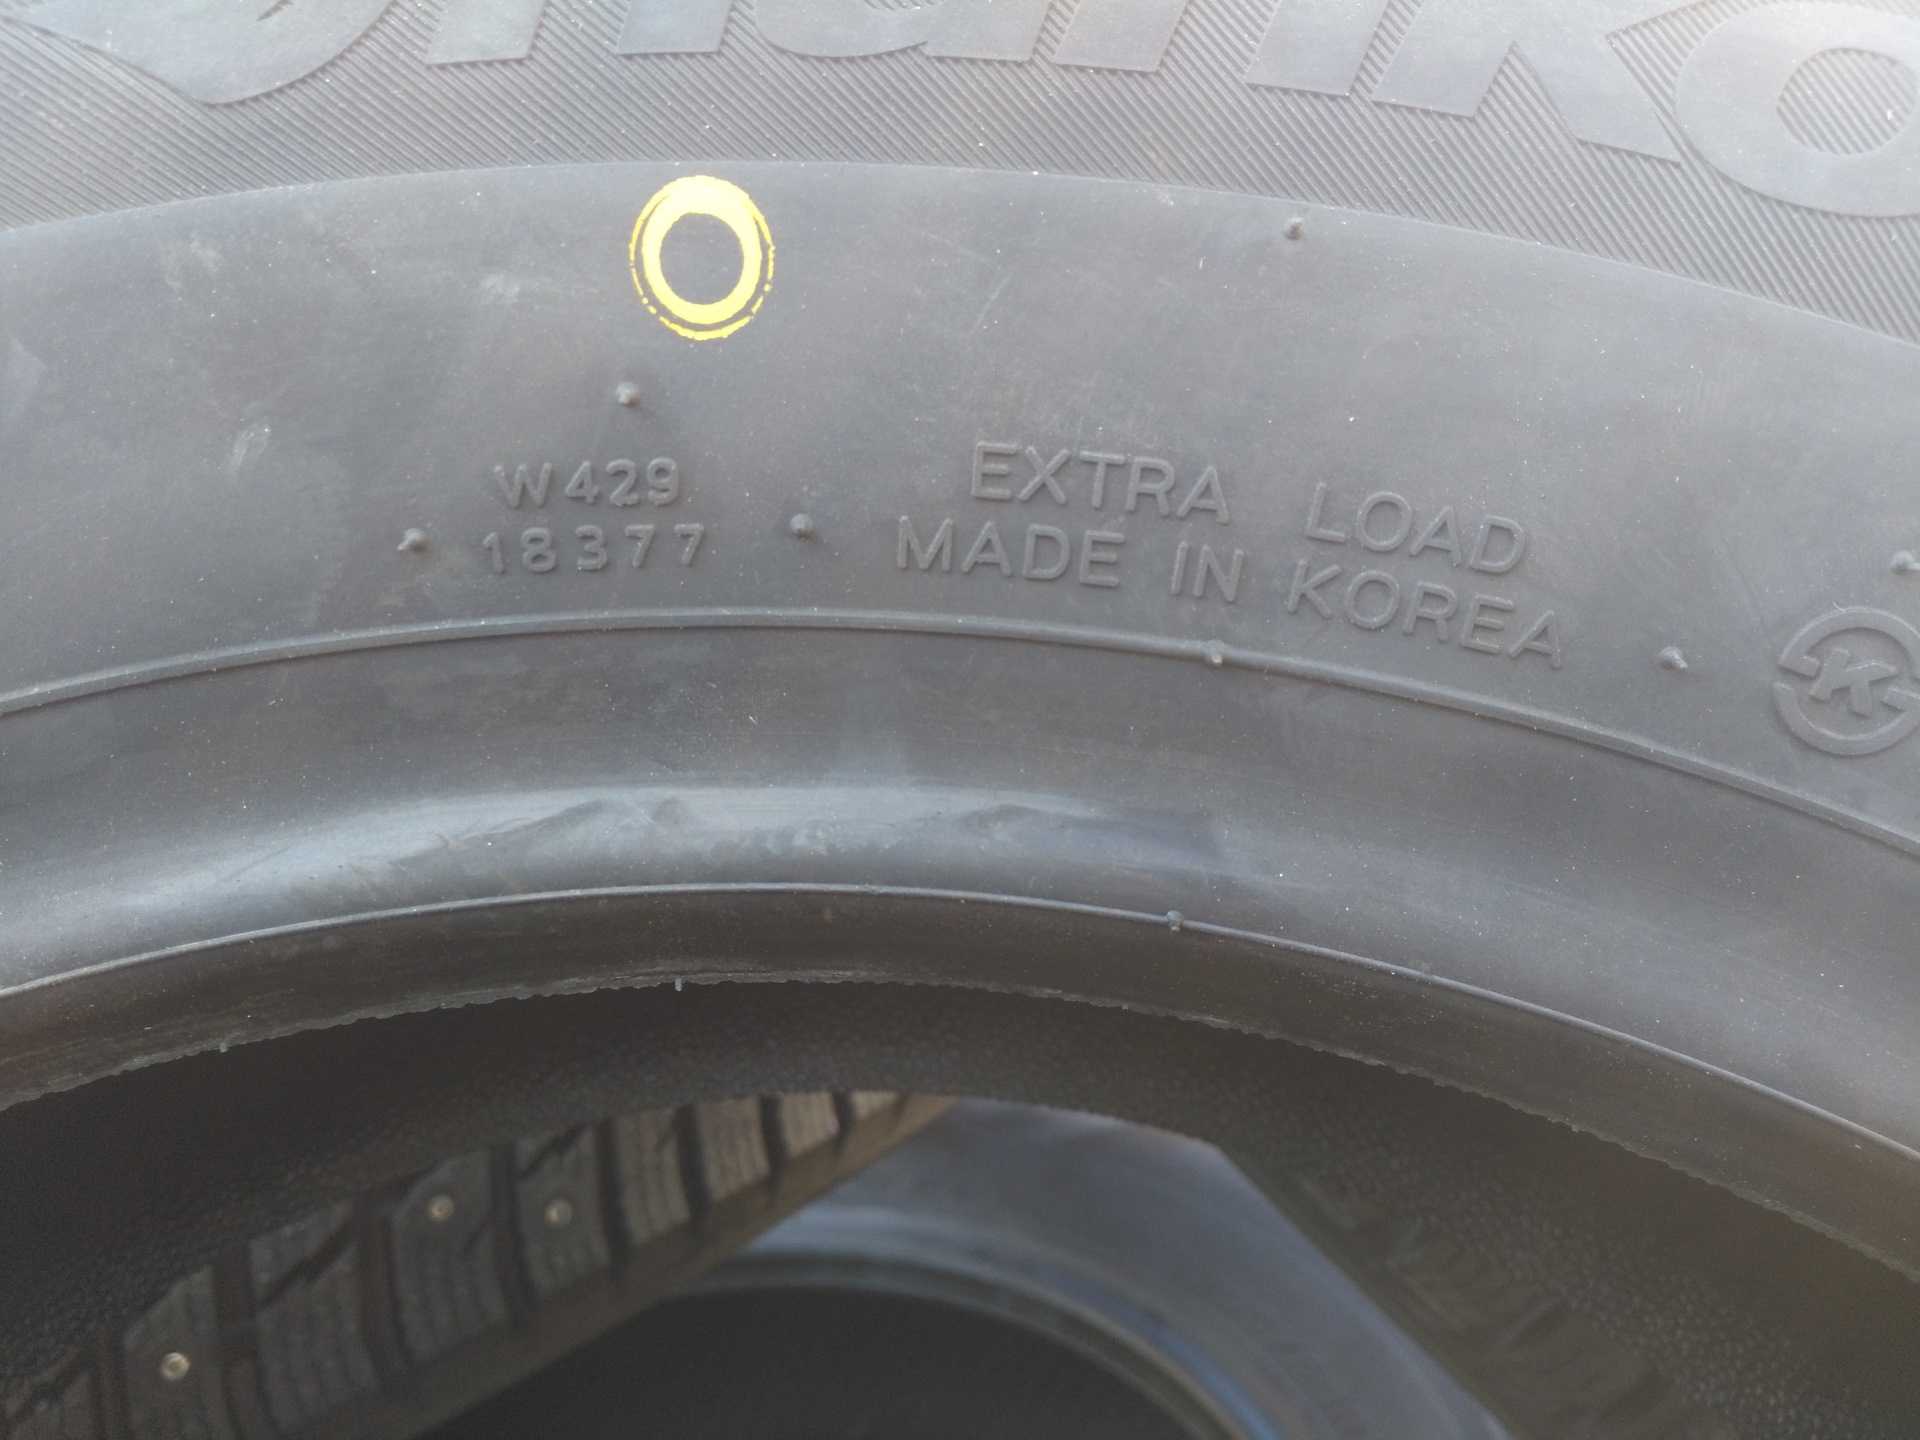 W429
18377
EXTRA LOAD
MADE IN KOREA
K